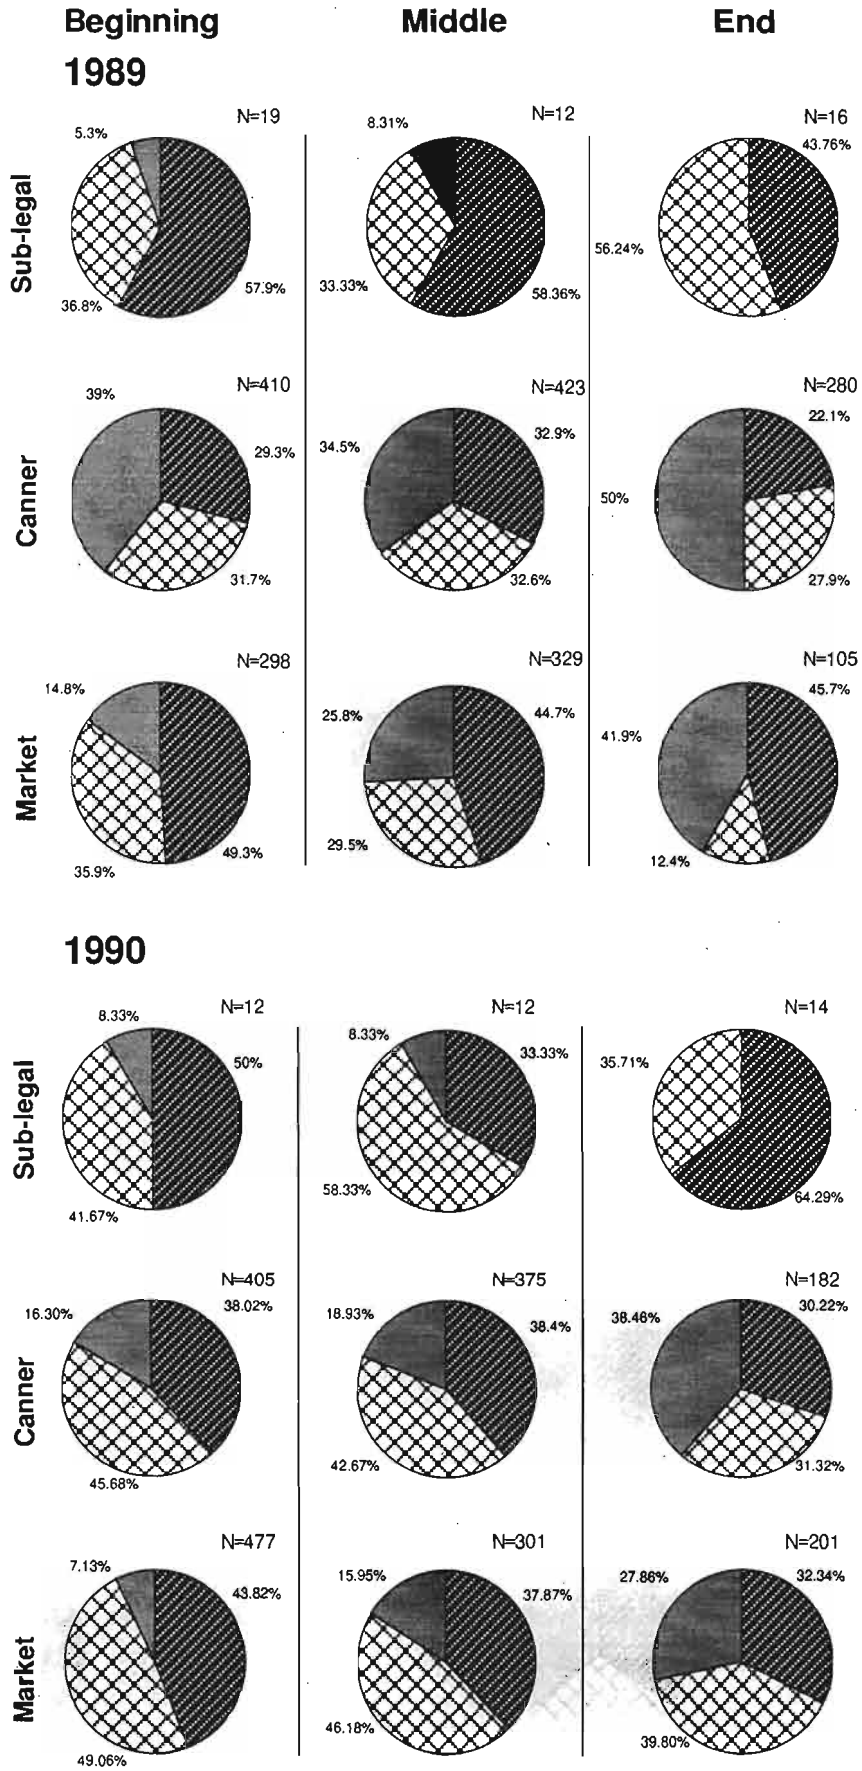 Beginning Middle End
1989
Sub-legal
N=19
5.3%
36.8%
57.9%
N=12
8.31%
33.33%
58.36%
N=16
43.76%
56.24%
Canner
N=410
39%
29.3%
31.7%
N=423
34.5%
32.9%
32.6%
N=280
22.1%
50%
27.9%
Market
N=298
14.8%
35.9%
49.3%
N=329
25.8%
44.7%
29.5%
N=105
45.7%
41.9%
12.4%
1990
Sub-legal
N=12
8.33%
50%
41.67%
N=12
8.33%
33.33%
58.33%
N=14
35.71%
64.29%
Canner
N=405
16.30%
38.02%
45.68%
N=375
18.93%
38.4%
42.67%
N=182
30.22%
38.46%
31.32%
Market
N=477
7.13%
43.82%
49.06%
N=301
15.95%
37.87%
46.18%
N=201
27.86%
32.34%
39.80%